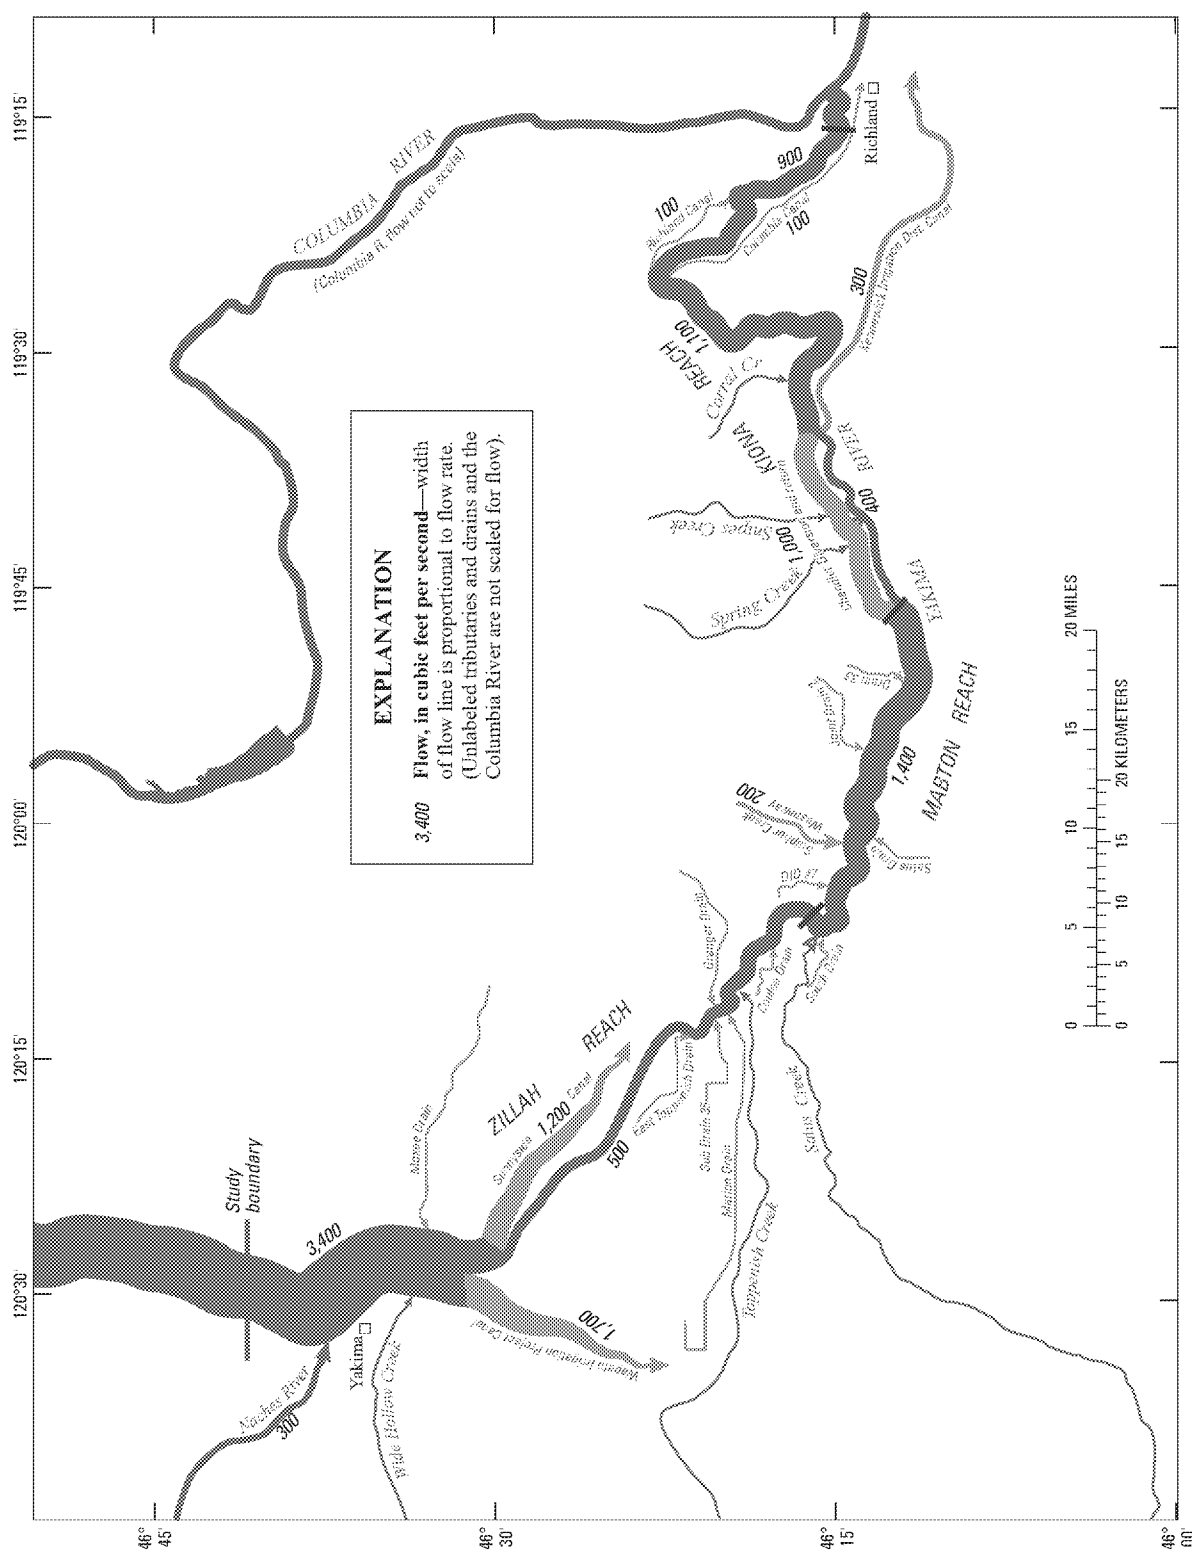 119°15'
119°30'
119°45'
120°00'
120°15'
120°30'
46°
45'
46°
30'
46°
15'
46°
00'
COLUMBIA RIVER
(Columbia R. flow not to scale)
EXPLANATION
3,400 Flow, in cubic feet per second—width
of flow line is proportional to flow rate.
(Unlabeled tributaries and drains and the
Columbia River are not scaled for flow).
Study
boundary
3,400
Naches River
300
Yakima
Wide Hollow Creek
Moxee Drain
Wapato Irrigation Project Canal
1,700
Sunnyside
1,200
Canal
ZILLAH REACH
500
East Toppenish Drain
Sub Drain 35
Marion Drain
Toppenish Creek
Granger Drain
Satus Creek
South Drain
Sulphur Creek
Wasteway
200
Satus Drain
1,400
MABTON REACH
Spring Creek
Snipes Creek
1,000
Chandler Diversion and return
YAKIMA
RIVER
400
KIONA
REACH
Corral Cr.
1,100
Richland Canal
100
Columbia Canal
100
900
Richland
300
Kennewick Irrigation Dist. Canal
0 5 10 15 20 MILES
0 5 10 15 20 KILOMETERS